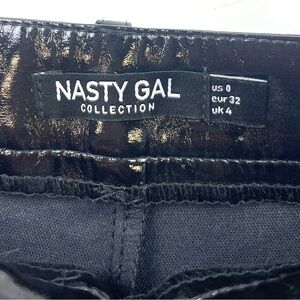 NASTY GAL
COLLECTION
us 0
eur 32
uk 4